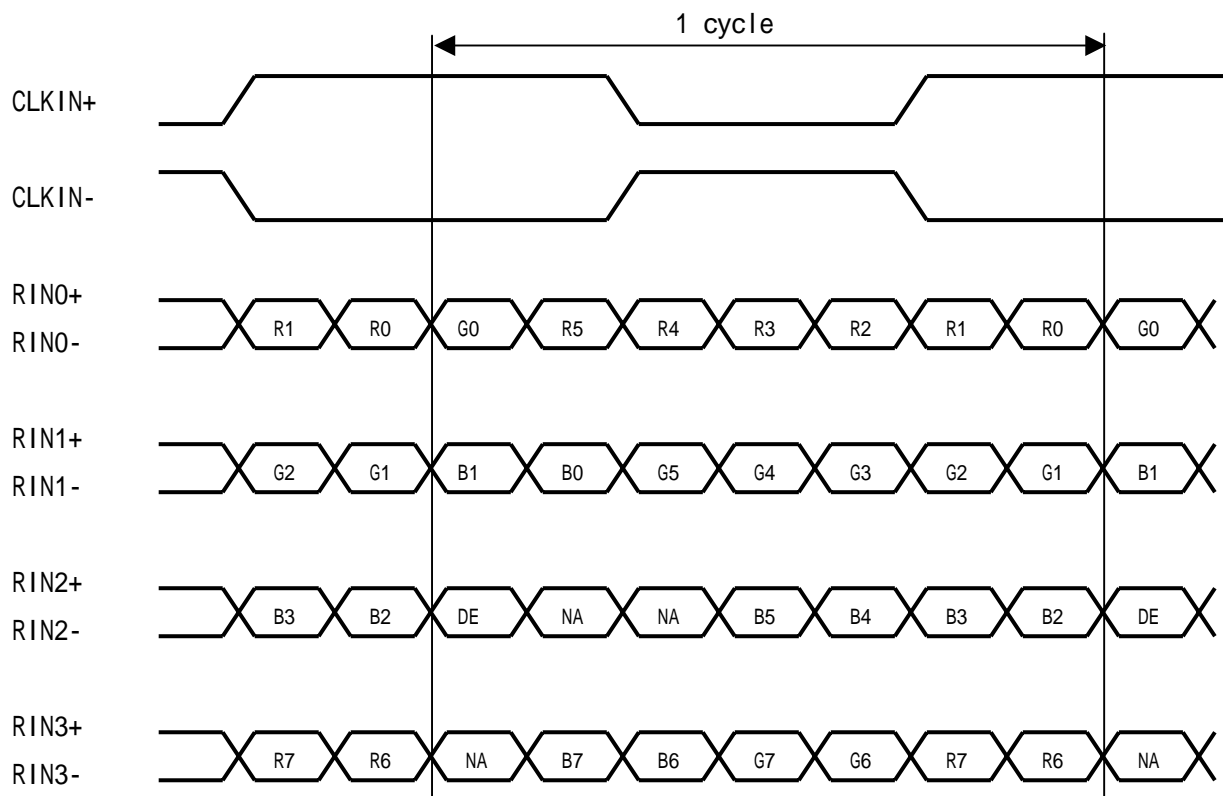 1 cycle
CLKIN+
CLKIN-
RIN0+
RIN0-
R1 R0 G0 R5 R4 R3 R2 R1 R0 G0
RIN1+
RIN1-
G2 G1 B1 B0 G5 G4 G3 G2 G1 B1
RIN2+
RIN2-
B3 B2 DE NA NA B5 B4 B3 B2 DE
RIN3+
RIN3-
R7 R6 NA B7 B6 G7 G6 R7 R6 NA